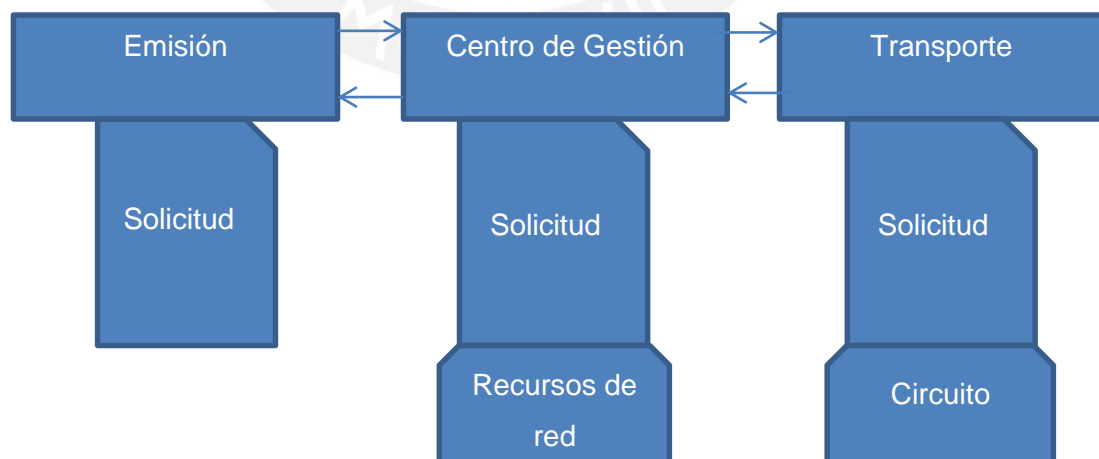 Emisión
Centro de Gestión
Transporte
Solicitud
Solicitud
Solicitud
Recursos de
red
Circuito